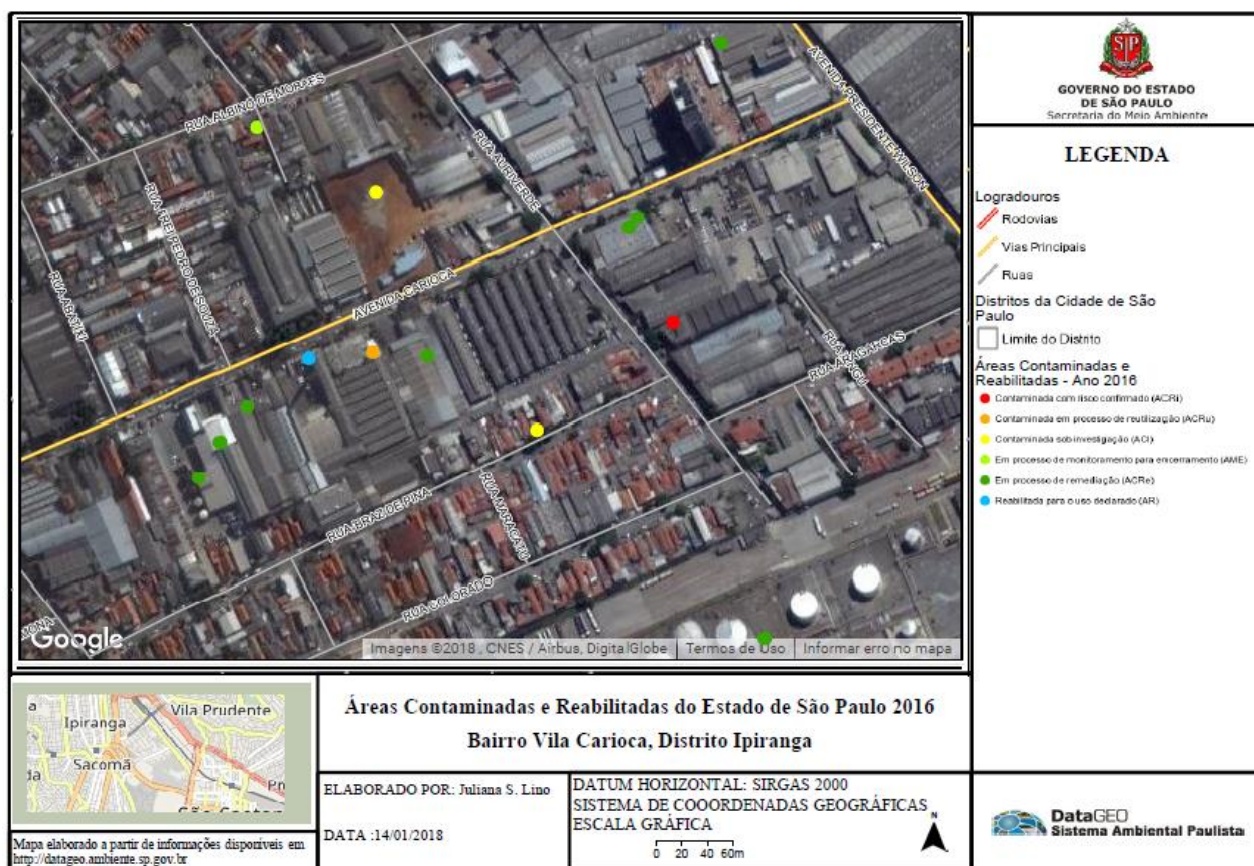 RUA ALBINO DE MORAES
AVENIDA PRESIDENTE WILSON
RUA AURIVERDE
RUA FREI PEDRO DE SOUZA
RUA ABATIU
AVENIDA CARIOCA
RUA ARAGU
RUA ARAGARCAS
RUA BRAZ DE PINA
RUA MARACATU
RUA COLORADO
Google
Imagens ©2018 , CNES / Airbus, DigitalGlobe
Termos de Uso
Informar erro no mapa
SP
GOVERNO DO ESTADO
DE SÃO PAULO
Secretaria do Meio Ambiente
LEGENDA
Logradouros
Rodovias
Vias Principais
Ruas
Distritos da Cidade de São
Paulo
Limite do Distrito
Áreas Contaminadas e
Reabilitadas - Ano 2016
Contaminada com risco confirmado (ACRi)
Contaminada em processo de reutilização (ACRu)
Contaminada sob investigação (ACI)
Em processo de monitoramento para encerramento (AME)
Em processo de remediação (ACRe)
Reabilitada para o uso declarado (AR)
Ipiranga
Vila Prudente
Sacomã
Mapa elaborado a partir de informações disponíveis em
http://datageo.ambiente.sp.gov.br
Áreas Contaminadas e Reabilitadas do Estado de São Paulo 2016
Bairro Vila Carioca, Distrito Ipiranga
ELABORADO POR: Juliana S. Lino
DATA :14/01/2018
DATUM HORIZONTAL: SIRGAS 2000
SISTEMA DE COOORDENADAS GEOGRÁFICAS
ESCALA GRÁFICA
0 20 40 60m
N
DataGEO
Sistema Ambiental Paulista